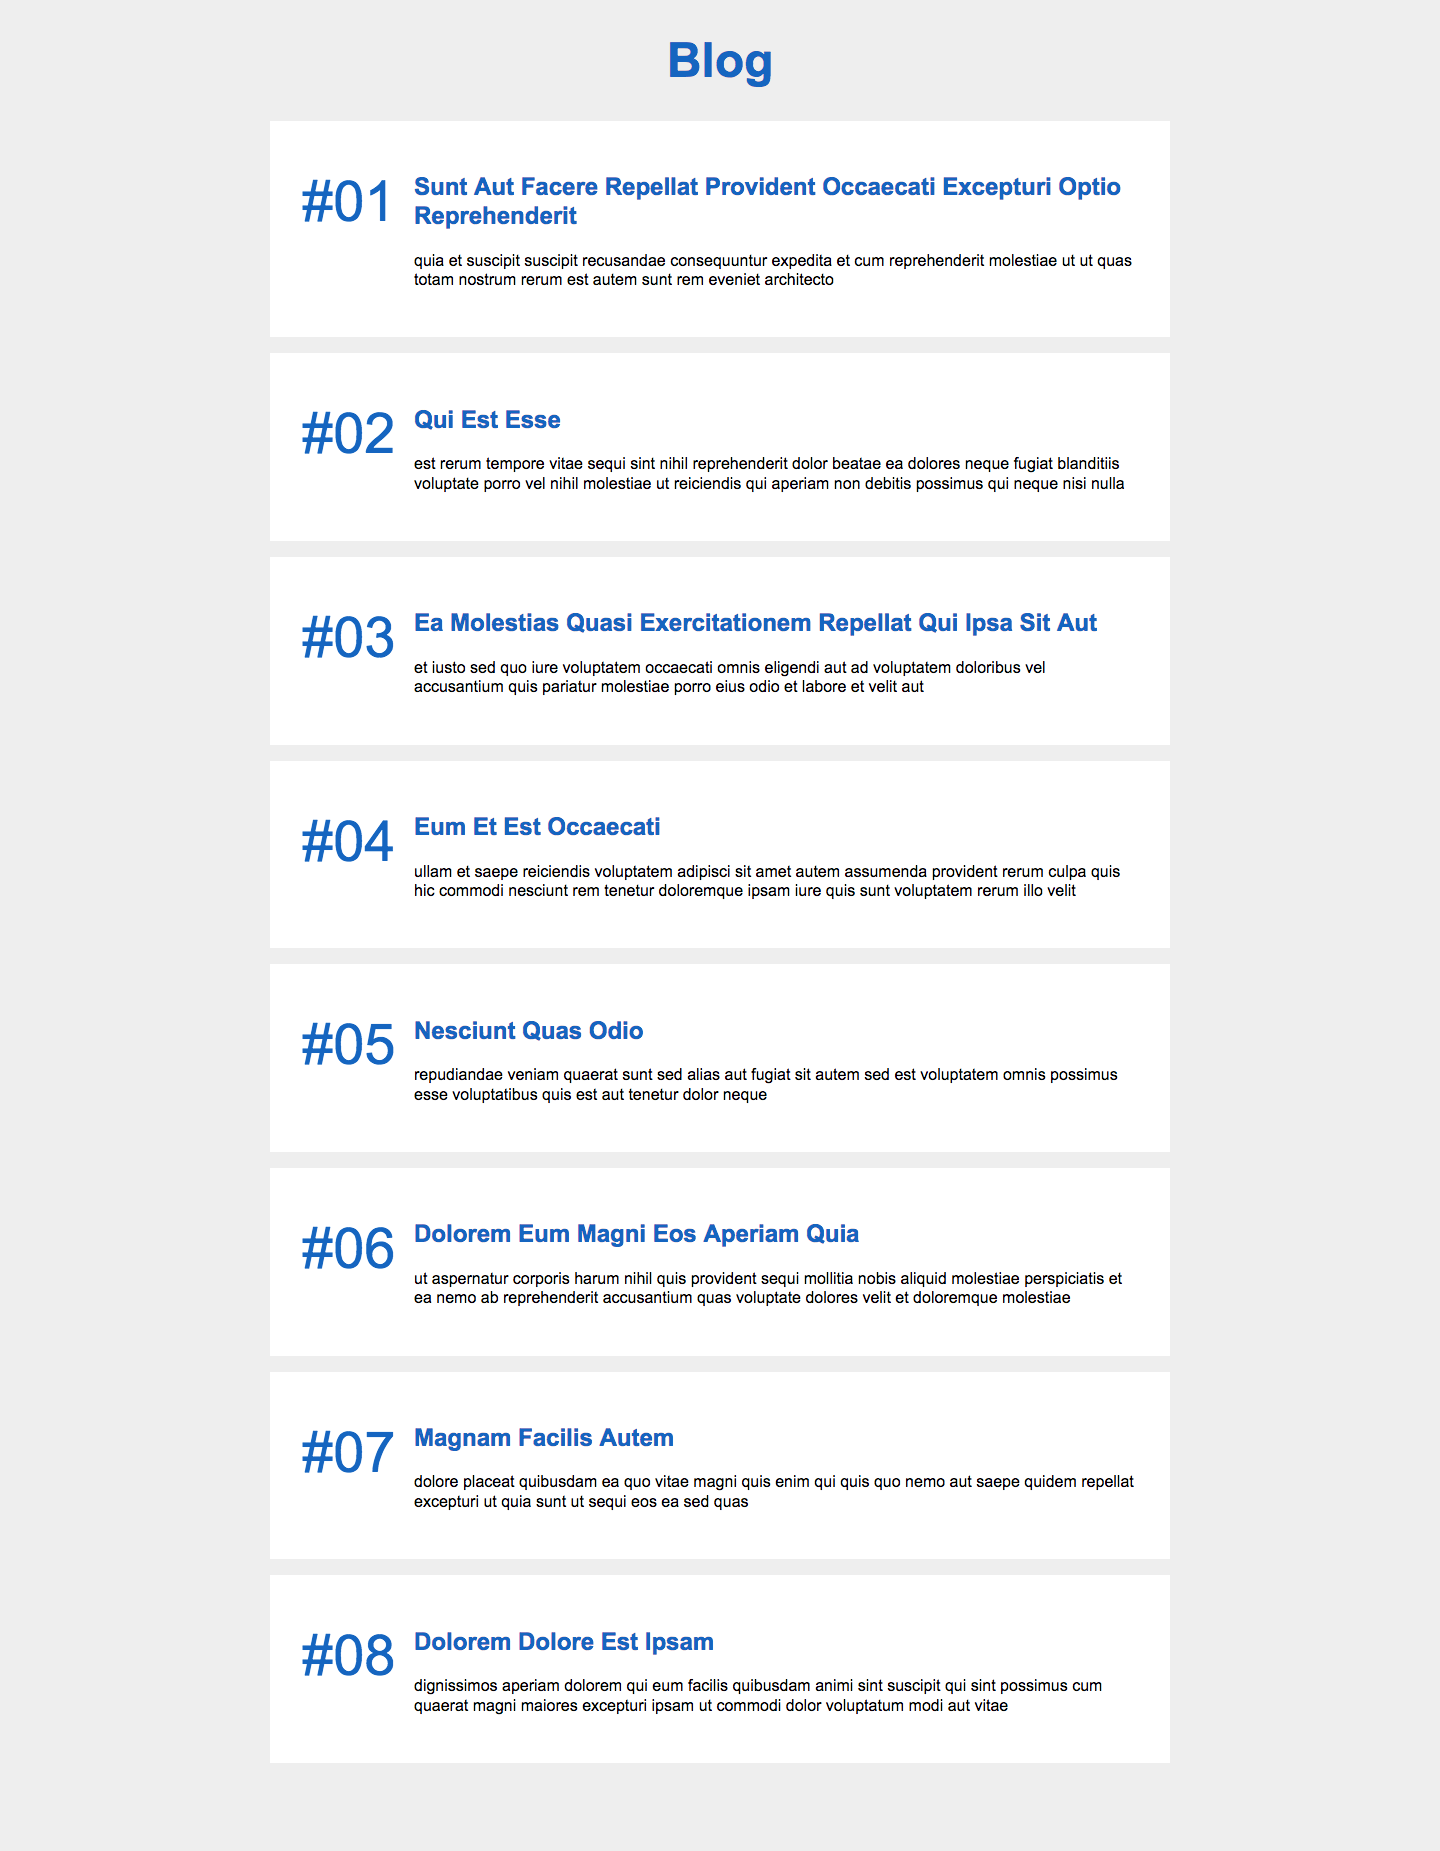 Blog
#01
Sunt Aut Facere Repellat Provident Occaecati Excepturi Optio
Reprehenderit
quia et suscipit suscipit recusandae consequuntur expedita et cum reprehenderit molestiae ut ut quas
totam nostrum rerum est autem sunt rem eveniet architecto
#02
Qui Est Esse
est rerum tempore vitae sequi sint nihil reprehenderit dolor beatae ea dolores neque fugiat blanditiis
voluptate porro vel nihil molestiae ut reiciendis qui aperiam non debitis possimus qui neque nisi nulla
#03
Ea Molestias Quasi Exercitationem Repellat Qui Ipsa Sit Aut
et iusto sed quo iure voluptatem occaecati omnis eligendi aut ad voluptatem doloribus vel
accusantium quis pariatur molestiae porro eius odio et labore et velit aut
#04
Eum Et Est Occaecati
ullam et saepe reiciendis voluptatem adipisci sit amet autem assumenda provident rerum culpa quis
hic commodi nesciunt rem tenetur doloremque ipsam iure quis sunt voluptatem rerum illo velit
#05
Nesciunt Quas Odio
repudiandae veniam quaerat sunt sed alias aut fugiat sit autem sed est voluptatem omnis possimus
esse voluptatibus quis est aut tenetur dolor neque
#06
Dolorem Eum Magni Eos Aperiam Quia
ut aspernatur corporis harum nihil quis provident sequi mollitia nobis aliquid molestiae perspiciatis et
ea nemo ab reprehenderit accusantium quas voluptate dolores velit et doloremque molestiae
#07
Magnam Facilis Autem
dolore placeat quibusdam ea quo vitae magni quis enim qui quis quo nemo aut saepe quidem repellat
excepturi ut quia sunt ut sequi eos ea sed quas
#08
Dolorem Dolore Est Ipsam
dignissimos aperiam dolorem qui eum facilis quibusdam animi sint suscipit qui sint possimus cum
quaerat magni maiores excepturi ipsam ut commodi dolor voluptatum modi aut vitae